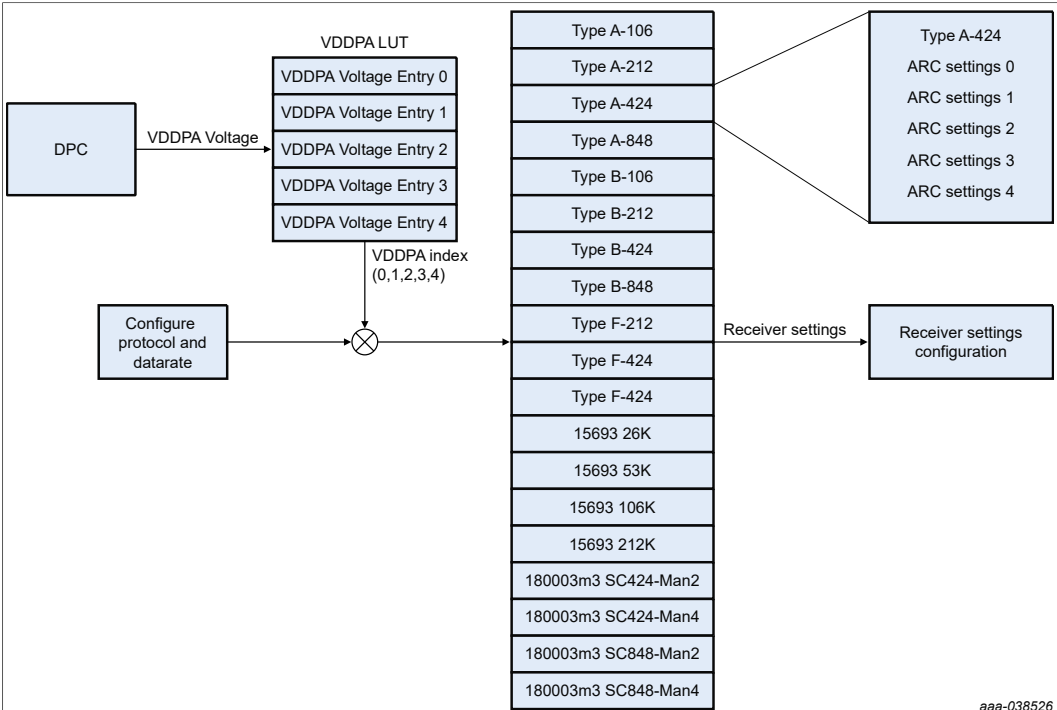 DPC
VDDPA Voltage
VDDPA LUT
VDDPA Voltage Entry 0
VDDPA Voltage Entry 1
VDDPA Voltage Entry 2
VDDPA Voltage Entry 3
VDDPA Voltage Entry 4
VDDPA index
(0,1,2,3,4)
Configure
protocol and
datarate
Type A-106
Type A-212
Type A-424
Type A-848
Type B-106
Type B-212
Type B-424
Type B-848
Type F-212
Type F-424
Type F-424
15693 26K
15693 53K
15693 106K
15693 212K
180003m3 SC424-Man2
180003m3 SC424-Man4
180003m3 SC848-Man2
180003m3 SC848-Man4
Type A-424
ARC settings 0
ARC settings 1
ARC settings 2
ARC settings 3
ARC settings 4
Receiver settings
Receiver settings
configuration
aaa-038526